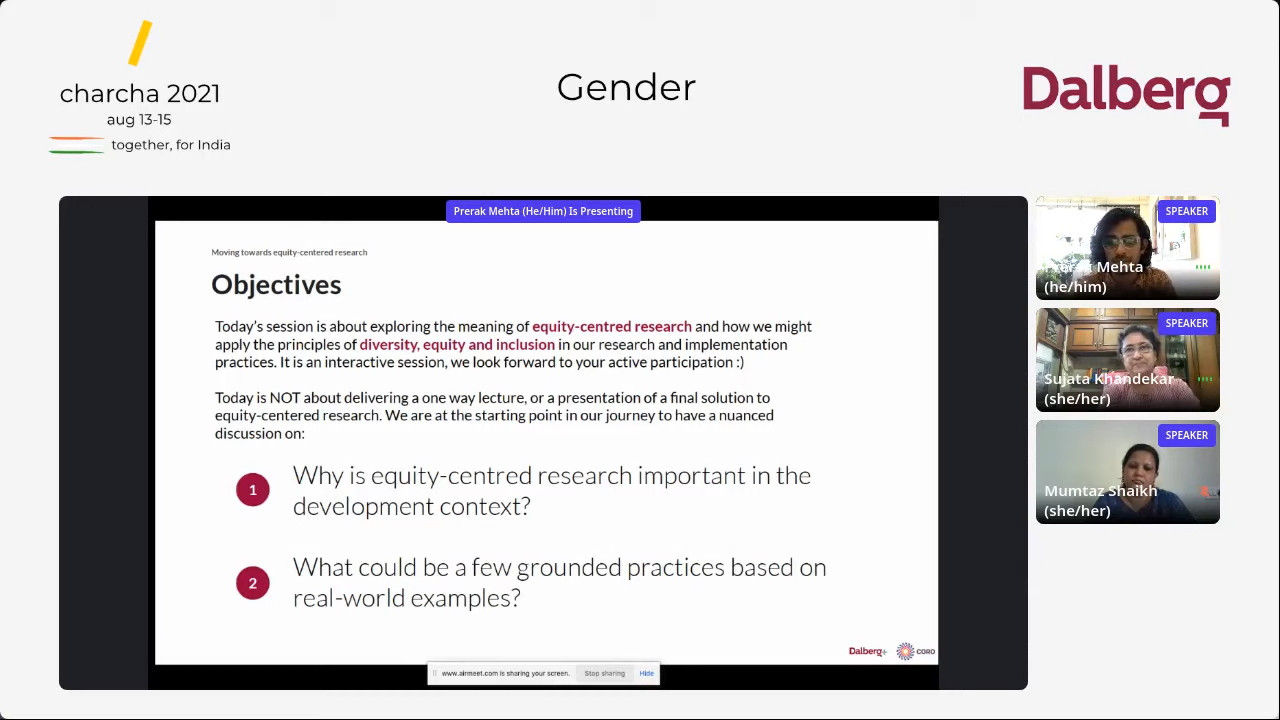 charcha 2021
aug 13-15
together, for India
Gender
Dalberg
Prerak Mehta (He/Him) Is Presenting
Moving towards equity-centered research
Objectives
Today's session is about exploring the meaning of equity-centred research and how we might
apply the principles of diversity, equity and inclusion in our research and implementation
practices. It is an interactive session, we look forward to your active participation :)
Today is NOT about delivering a one way lecture, or a presentation of a final solution to
equity-centered research. We are at the starting point in our journey to have a nuanced
discussion on:
1
Why is equity-centred research important in the
development context?
2
What could be a few grounded practices based on
real-world examples?
Dalberg+
CORO
www.airmeet.com is sharing your screen.
Stop sharing
Hide
SPEAKER
Prerak Mehta
(he/him)
SPEAKER
Sujata Khandekar
(she/her)
SPEAKER
Mumtaz Shaikh
(she/her)